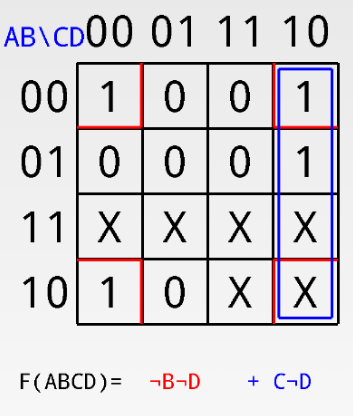 AB\CD 00 01 11 10
00 1 0 0 1
01 0 0 0 1
11 X X X X
10 1 0 X X
F(ABCD)= ¬B¬D + C¬D